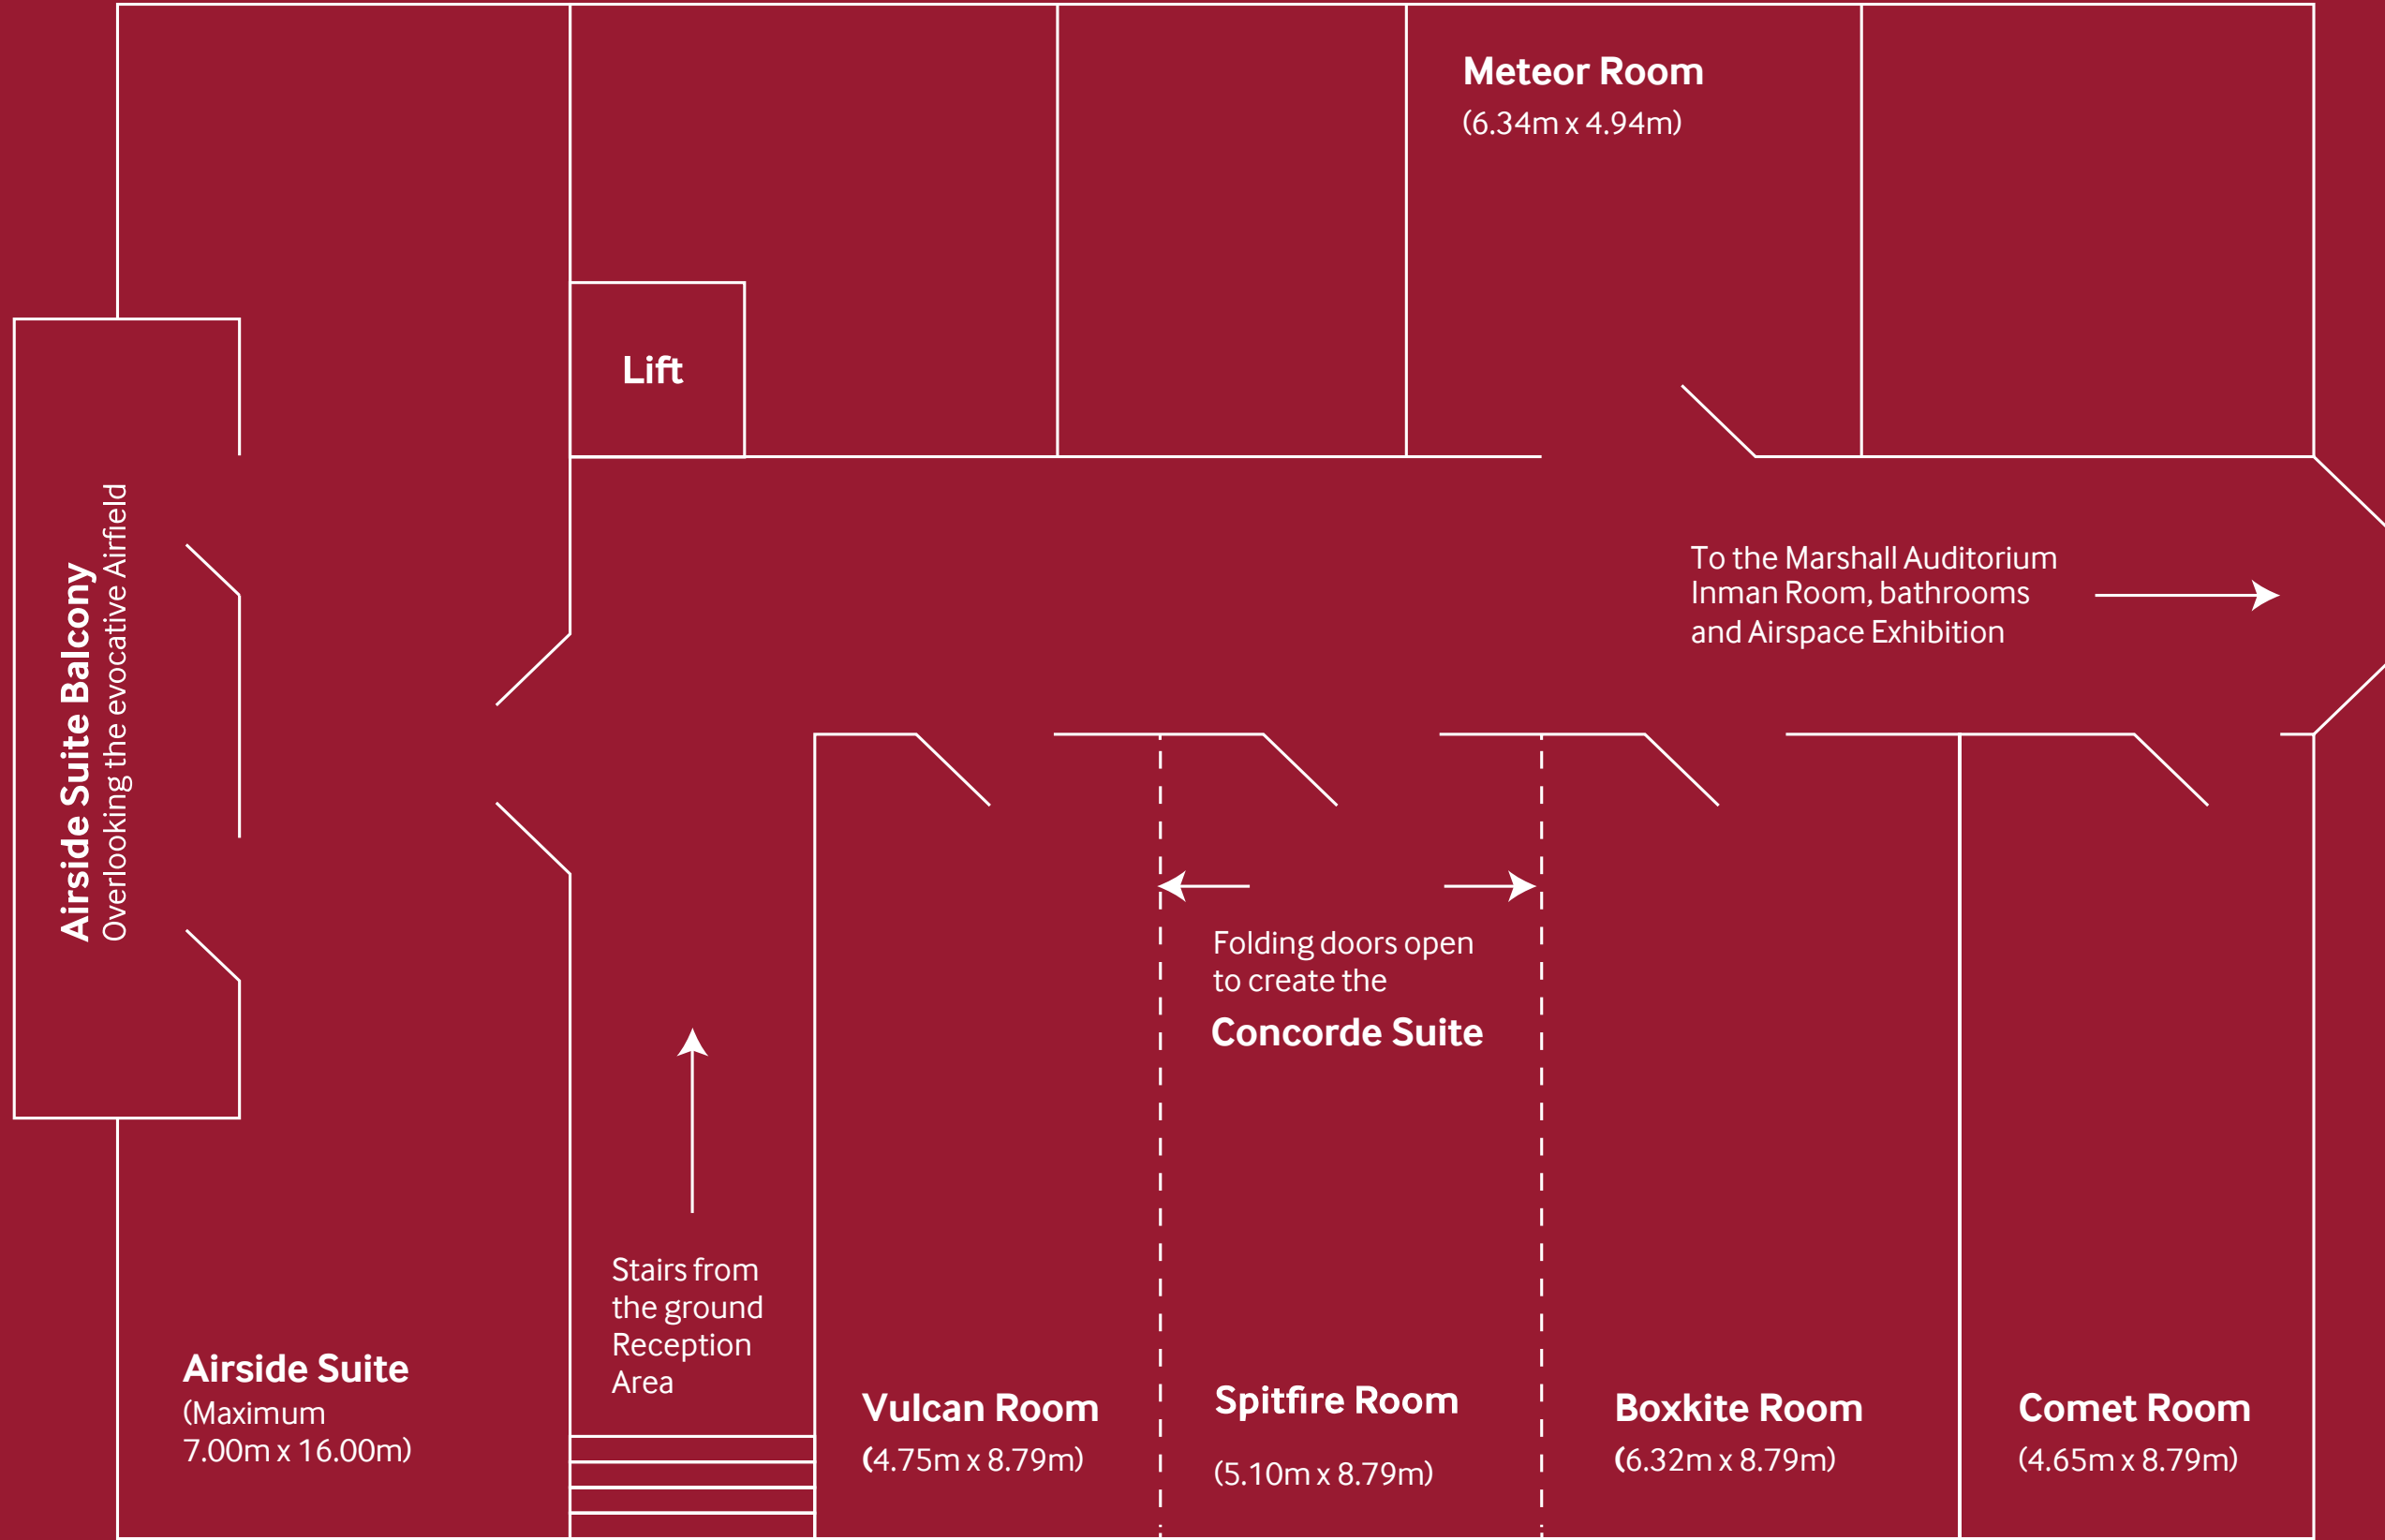 Meteor Room
(6.34m x 4.94m)
Lift
Airside Suite Balcony
Overlooking the evocative Airfield
To the Marshall Auditorium
Inman Room, bathrooms
and Airspace Exhibition
Folding doors open
to create the
Concorde Suite
Stairs from
the ground
Reception
Area
Airside Suite
(Maximum
7.00m x 16.00m)
Vulcan Room
(4.75m x 8.79m)
Spitfire Room
(5.10m x 8.79m)
Boxkite Room
(6.32m x 8.79m)
Comet Room
(4.65m x 8.79m)